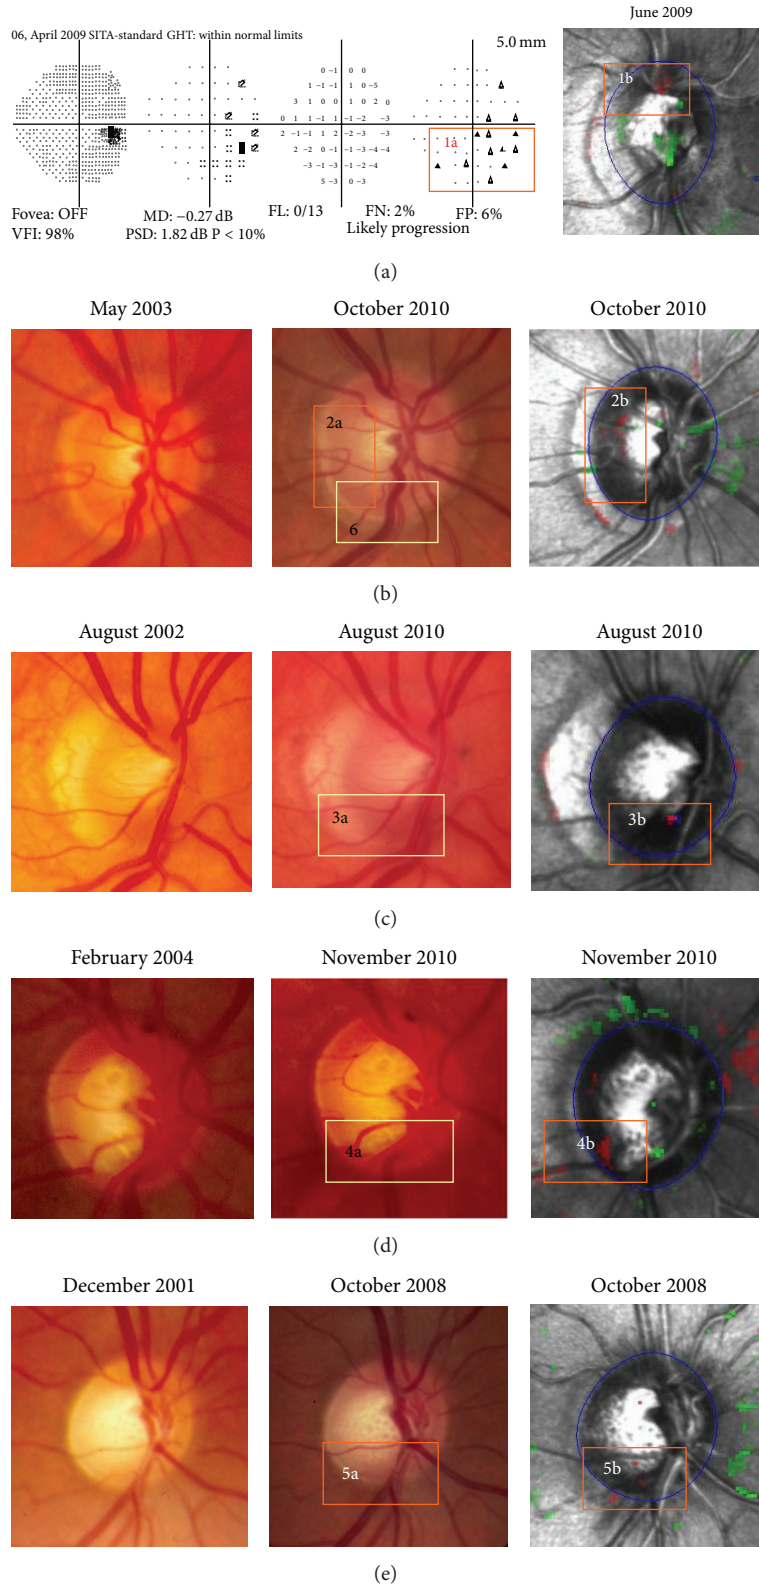 June 2009
06, April 2009 SITA-standard GHT: within normal limits
5.0 mm
1b
1a
Fovea: OFF
MD: −0.27 dB
FL: 0/13
FN: 2%
FP: 6%
VFI: 98%
PSD: 1.82 dB P < 10%
Likely progression
(a)
May 2003
October 2010
October 2010
2a
2b
6
(b)
August 2002
August 2010
August 2010
3a
3b
(c)
February 2004
November 2010
November 2010
4a
4b
(d)
December 2001
October 2008
October 2008
5a
5b
(e)